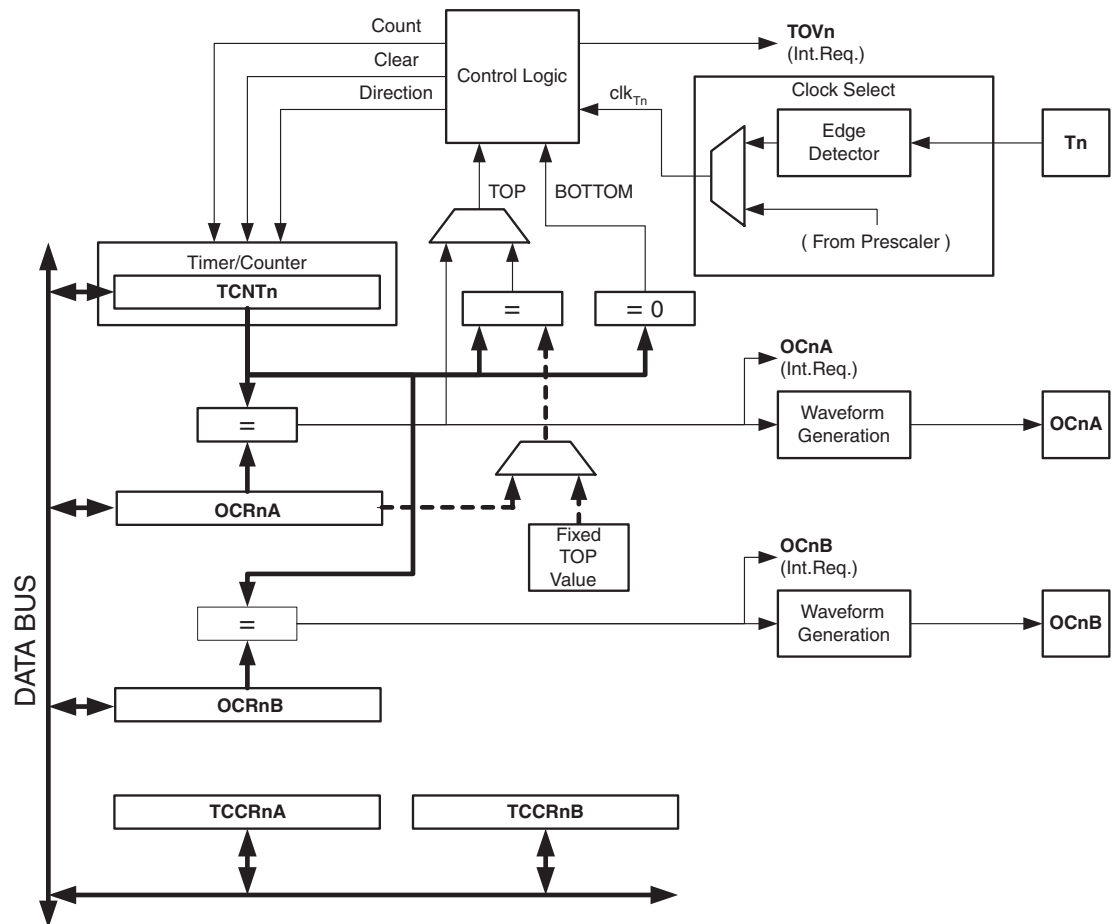 Count
Clear
Direction
Control Logic
TOVn
(Int.Req.)
clkTn
Clock Select
Edge
Detector
Tn
( From Prescaler )
TOP
BOTTOM
Timer/Counter
TCNTn
=
= 0
OCnA
(Int.Req.)
=
Waveform
Generation
OCnA
OCRnA
Fixed
TOP
Value
OCnB
(Int.Req.)
=
Waveform
Generation
OCnB
OCRnB
DATA BUS
TCCRnA
TCCRnB